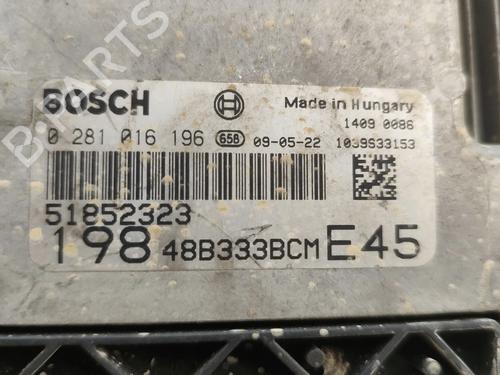 B-PARTS
BOSCH
Made in Hungary
1409 0086
0 281 016 196 65B 09-05-22 1039S33153
51852323
198 48B333BCM E45